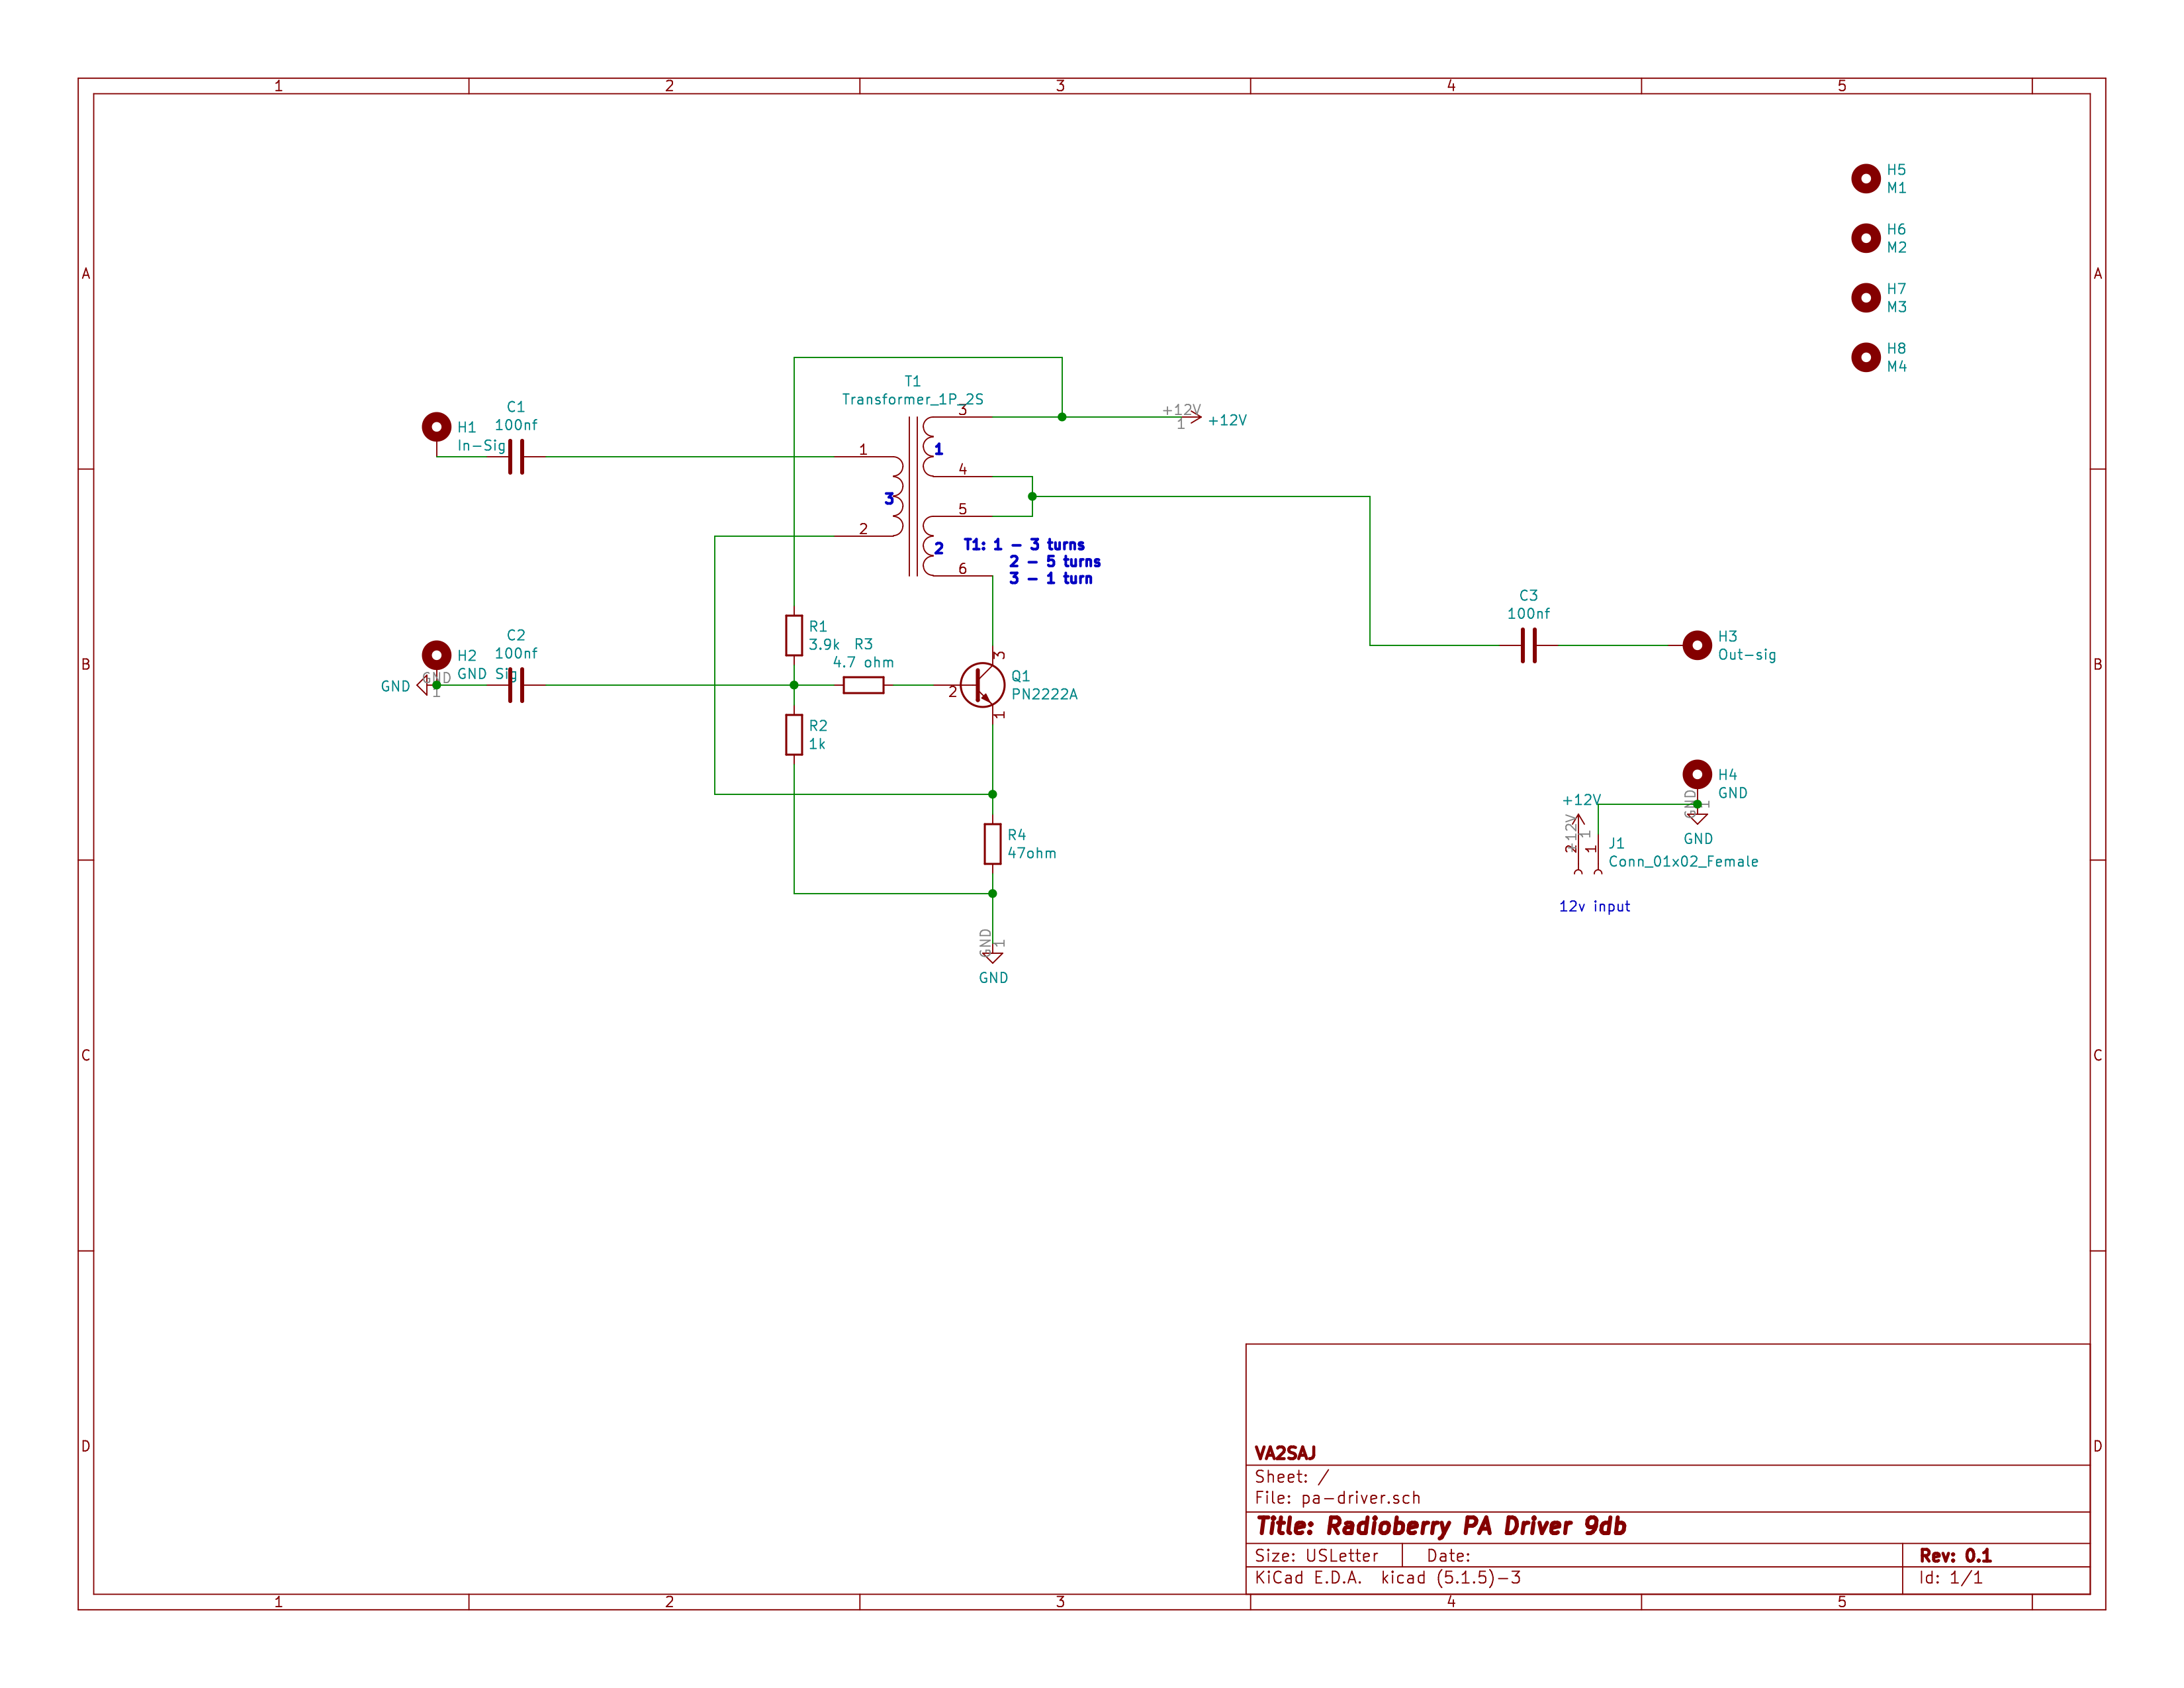 1 2 3 4 5
H5
M1
H6
M2
A A
H7
M3
H8
M4
T1
Transformer_1P_2S
C1
100nf
H1
In-Sig
+12V
1
+12V
3
1
1
4
3
5
2
2
6
T1: 1 - 3 turns
2 - 5 turns
3 - 1 turn
C3
100nf
H3
Out-sig
B B
C2
100nf
H2
GND Sig
GND
GND
1
R1
3.9k
R3
4.7 ohm
3
2
1
Q1
PN2222A
R2
1k
R4
47ohm
GND
1
GND
H4
GND
GND
1
GND
+12V
+12V
1
2
1
J1
Conn_01x02_Female
12v input
C C
D D
VA2SAJ
Sheet: /
File: pa-driver.sch
Title: Radioberry PA Driver 9db
Size: USLetter Date: Rev: 0.1
KiCad E.D.A. kicad (5.1.5)-3 Id: 1/1
1 2 3 4 5